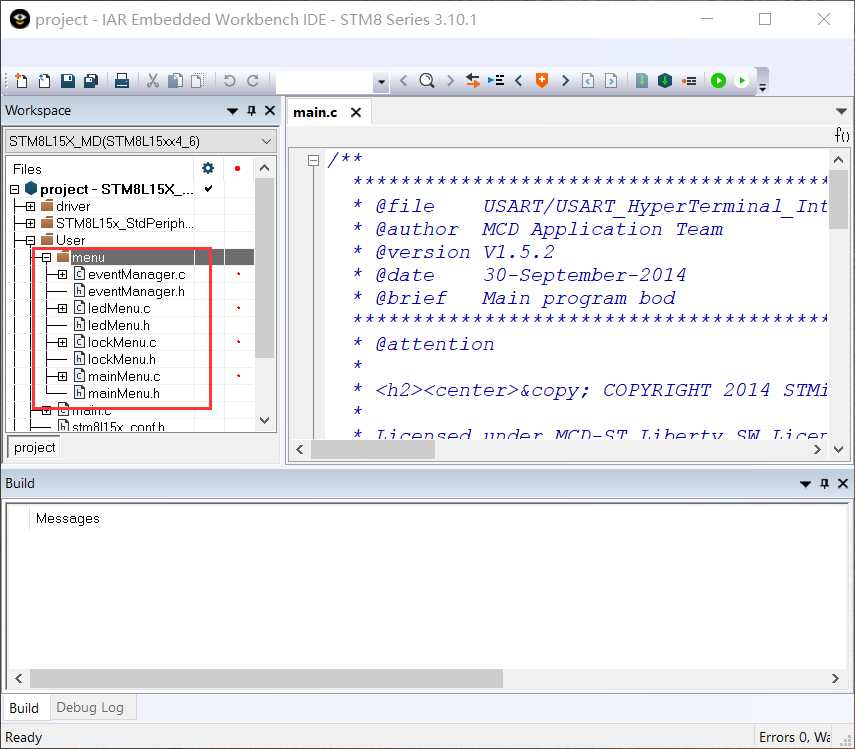 project - IAR Embedded Workbench IDE - STM8 Series 3.10.1
Workspace
STM8L15X_MD(STM8L15xx4_6)
Files
project - STM8L15X_...
driver
STM8L15x_StdPeriph...
User
menu
eventManager.c
eventManager.h
ledMenu.c
ledMenu.h
lockMenu.c
lockMenu.h
mainMenu.c
mainMenu.h
main.c
stm8l15x_conf.h
project
main.c
f()
/**
****************************************
* @file    USART/USART_HyperTerminal_Int
* @author  MCD Application Team
* @version V1.5.2
* @date    30-September-2014
* @brief   Main program bod
****************************************
* @attention
*
* <h2><center>&copy; COPYRIGHT 2014 STMi
*
* Licensed under MCD-ST Liberty SW Licen
Build
Messages
Build
Debug Log
Ready
Errors 0, Wa